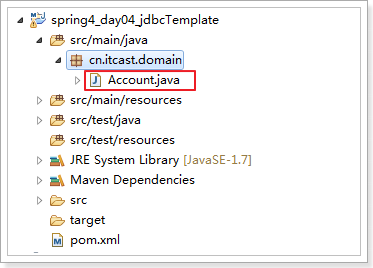 spring4_day04_jdbcTemplate
src/main/java
cn.itcast.domain
Account.java
src/main/resources
src/test/java
src/test/resources
JRE System Library [JavaSE-1.7]
Maven Dependencies
src
target
pom.xml